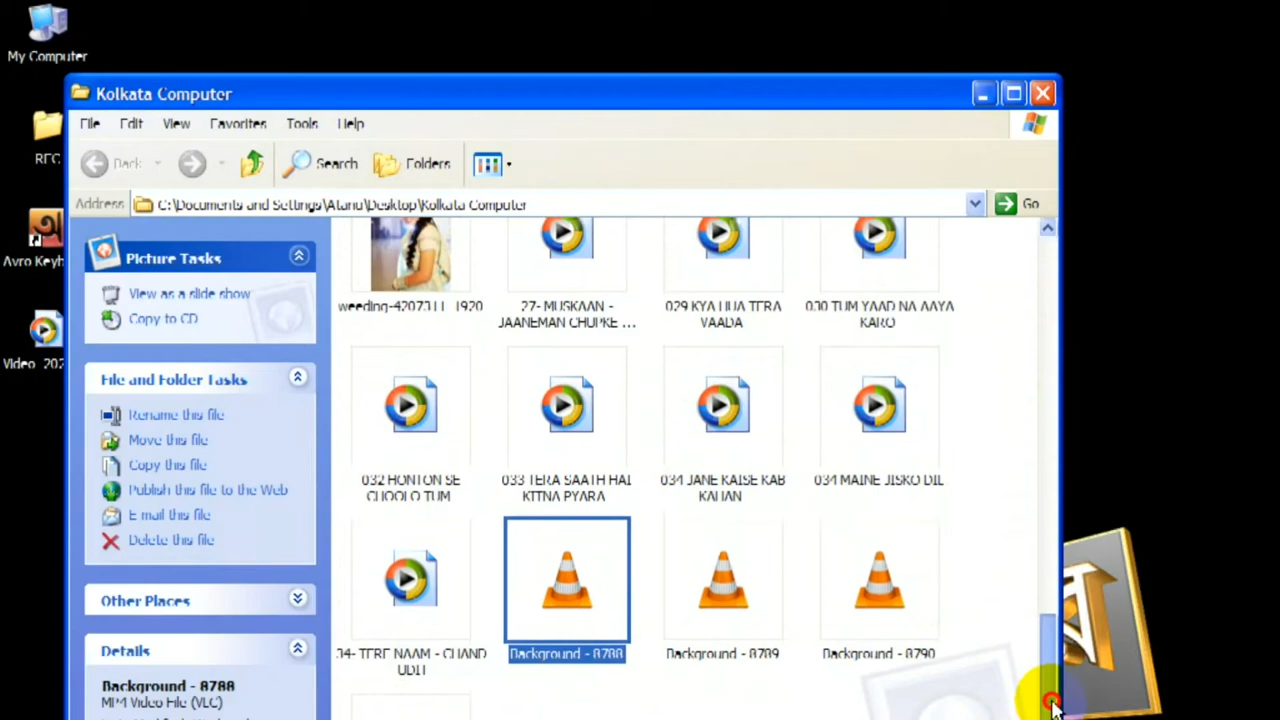 My Computer
Kolkata Computer
File Edit View Favorites Tools Help
Back Search Folders
Address C:\Documents and Settings\Atanu\Desktop\Kolkata Computer Go
Avro Keyb
Picture Tasks
View as a slide show
Copy to CD
File and Folder Tasks
Rename this file
Move this file
Copy this file
Publish this file to the Web
E-mail this file
Delete this file
Other Places
Details
Background - 8788
MP4 Video File (VLC)
weeding-4207311_1920
27- MUSKAAN -
JAANEMAN CHUPKE ...
029 KYA HUA TERA
VAADA
030 TUM YAAD NA AAYA
KARO
032 HONTON SE
CHOOLO TUM
033 TERA SAATH HAI
KITNA PYARA
034 JANE KAISE KAB
KAHAN
034 MAINE JISKO DIL
34- TERE NAAM - CHAND
UDIT
Background - 8788
Background - 8789
Background - 8790